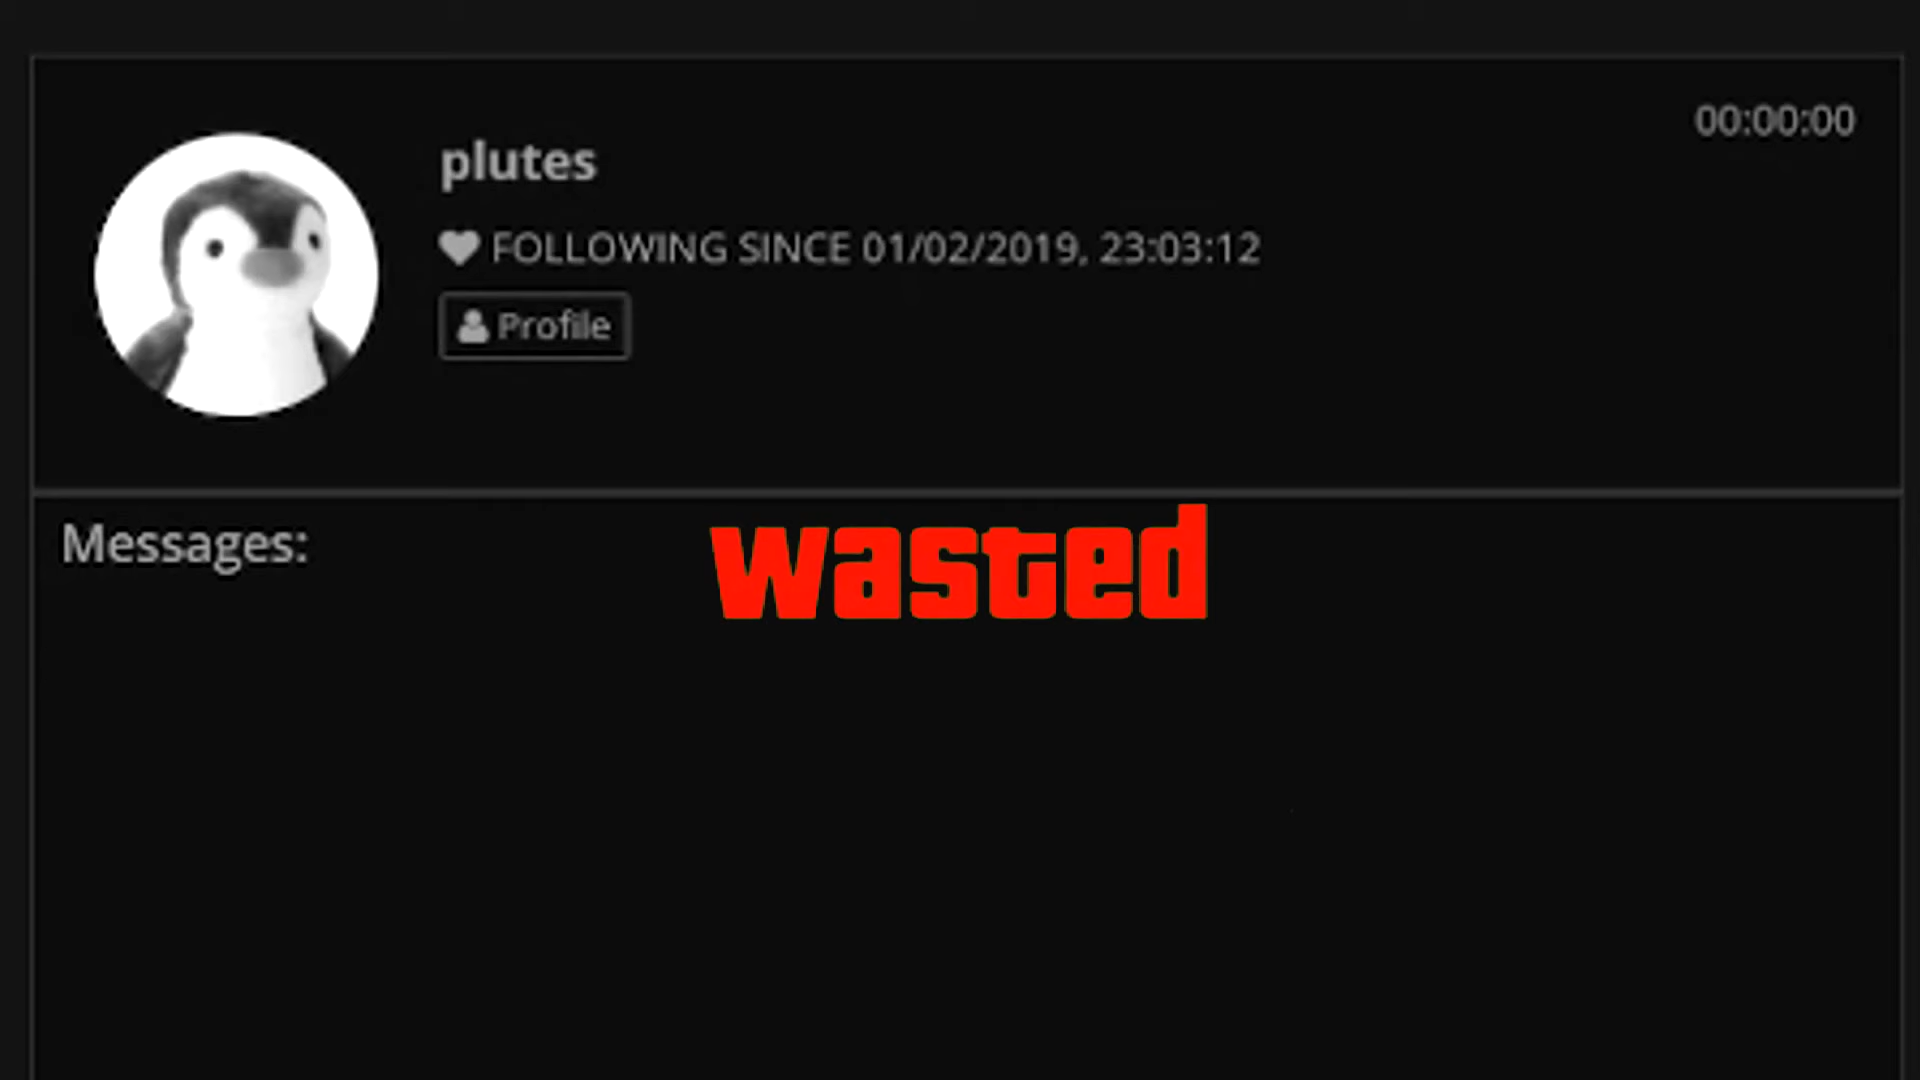 00:00:00
plutes
FOLLOWING SINCE 01/02/2019, 23:03:12
Profile
Messages:
wasted